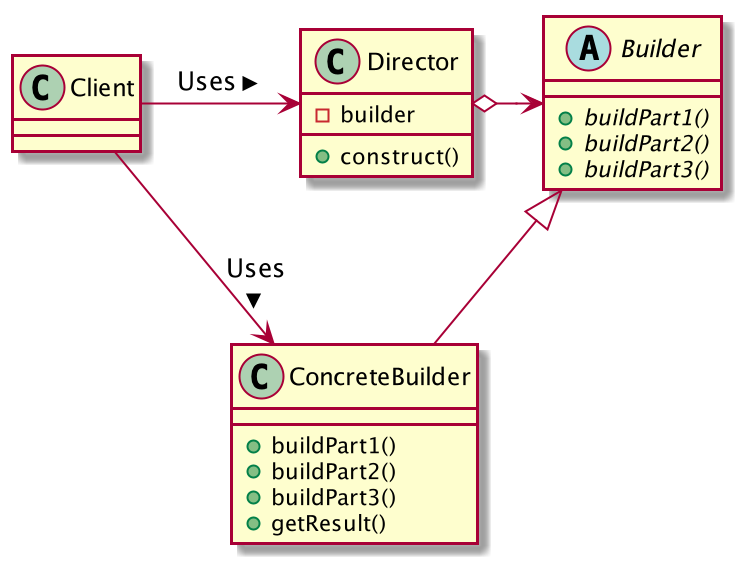 C Client
Uses ►
C Director
builder
construct()
A Builder
buildPart1()
buildPart2()
buildPart3()
Uses
▼
C ConcreteBuilder
buildPart1()
buildPart2()
buildPart3()
getResult()